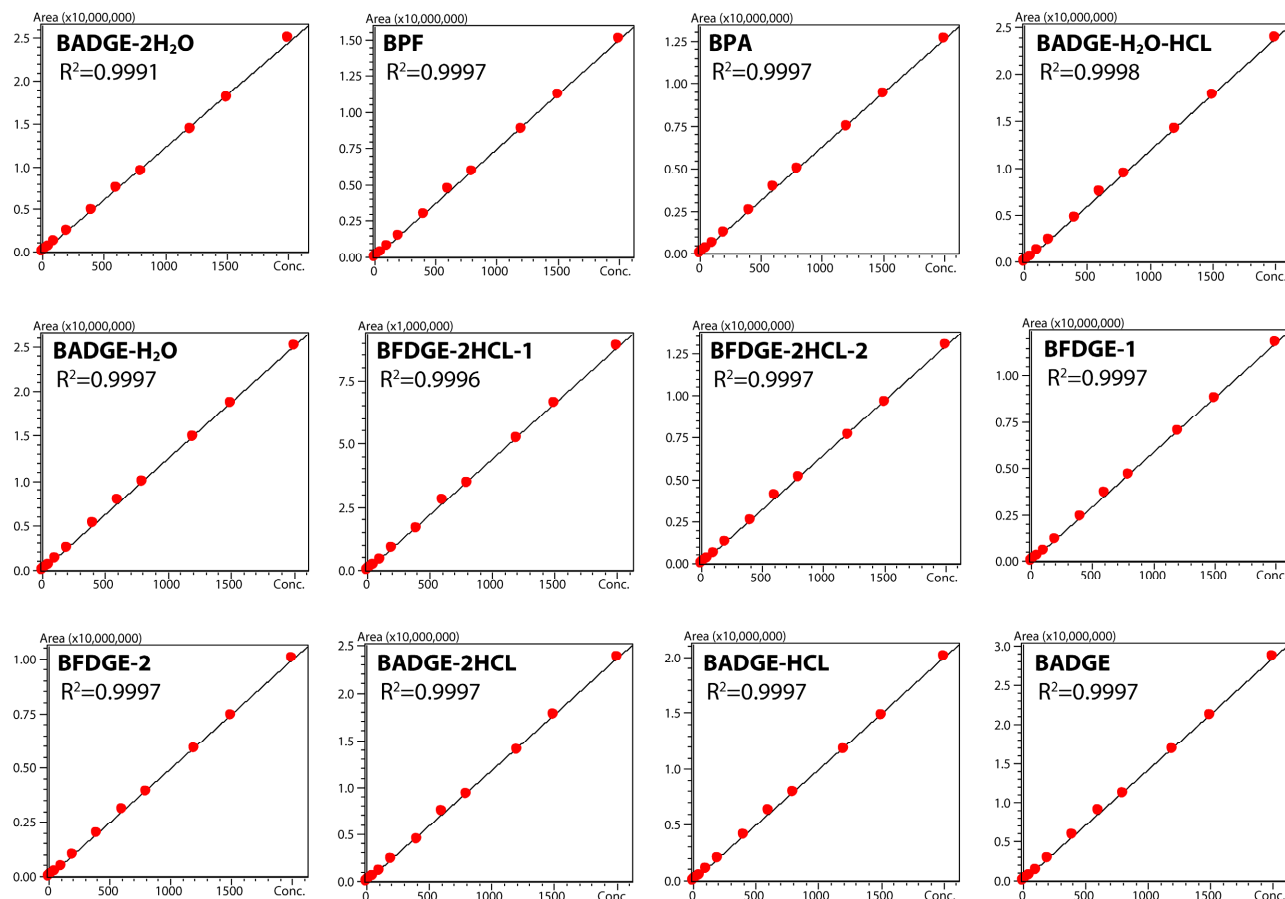 Area (x10,000,000)
BADGE-2H₂O
R²=0.9991
2.5
2.0
1.5
1.0
0.5
0.0
0 500 1000 1500 Conc.
Area (x10,000,000)
BPF
R²=0.9997
1.50
1.25
1.00
0.75
0.50
0.25
0.00
0 500 1000 1500 Conc.
Area (x10,000,000)
BPA
R²=0.9997
1.25
1.00
0.75
0.50
0.25
0.00
0 500 1000 1500 Conc.
Area (x10,000,000)
BADGE-H₂O-HCL
R²=0.9998
2.5
2.0
1.5
1.0
0.5
0.0
0 500 1000 1500 Conc.
Area (x10,000,000)
BADGE-H₂O
R²=0.9997
2.5
2.0
1.5
1.0
0.5
0.0
0 500 1000 1500 Conc.
Area (x1,000,000)
BFDGE-2HCL-1
R²=0.9996
7.5
5.0
2.5
0.0
0 500 1000 1500 Conc.
Area (x10,000,000)
BFDGE-2HCL-2
R²=0.9997
1.25
1.00
0.75
0.50
0.25
0.00
0 500 1000 1500 Conc.
Area (x10,000,000)
BFDGE-1
R²=0.9997
1.00
0.75
0.50
0.25
0.00
0 500 1000 1500 Conc.
Area (x10,000,000)
BFDGE-2
R²=0.9997
1.00
0.75
0.50
0.25
0.00
0 500 1000 1500 Conc.
Area (x10,000,000)
BADGE-2HCL
R²=0.9997
2.5
2.0
1.5
1.0
0.5
0.0
0 500 1000 1500 Conc.
Area (x10,000,000)
BADGE-HCL
R²=0.9997
2.0
1.5
1.0
0.5
0.0
0 500 1000 1500 Conc.
Area (x10,000,000)
BADGE
R²=0.9997
3.0
2.5
2.0
1.5
1.0
0.5
0.0
0 500 1000 1500 Conc.